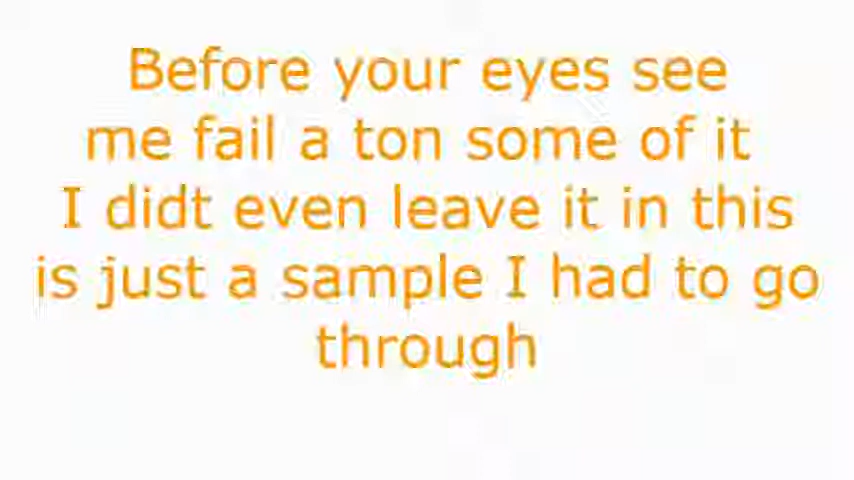 Before your eyes see
me fail a ton some of it
I didt even leave it in this
is just a sample I had to go
through